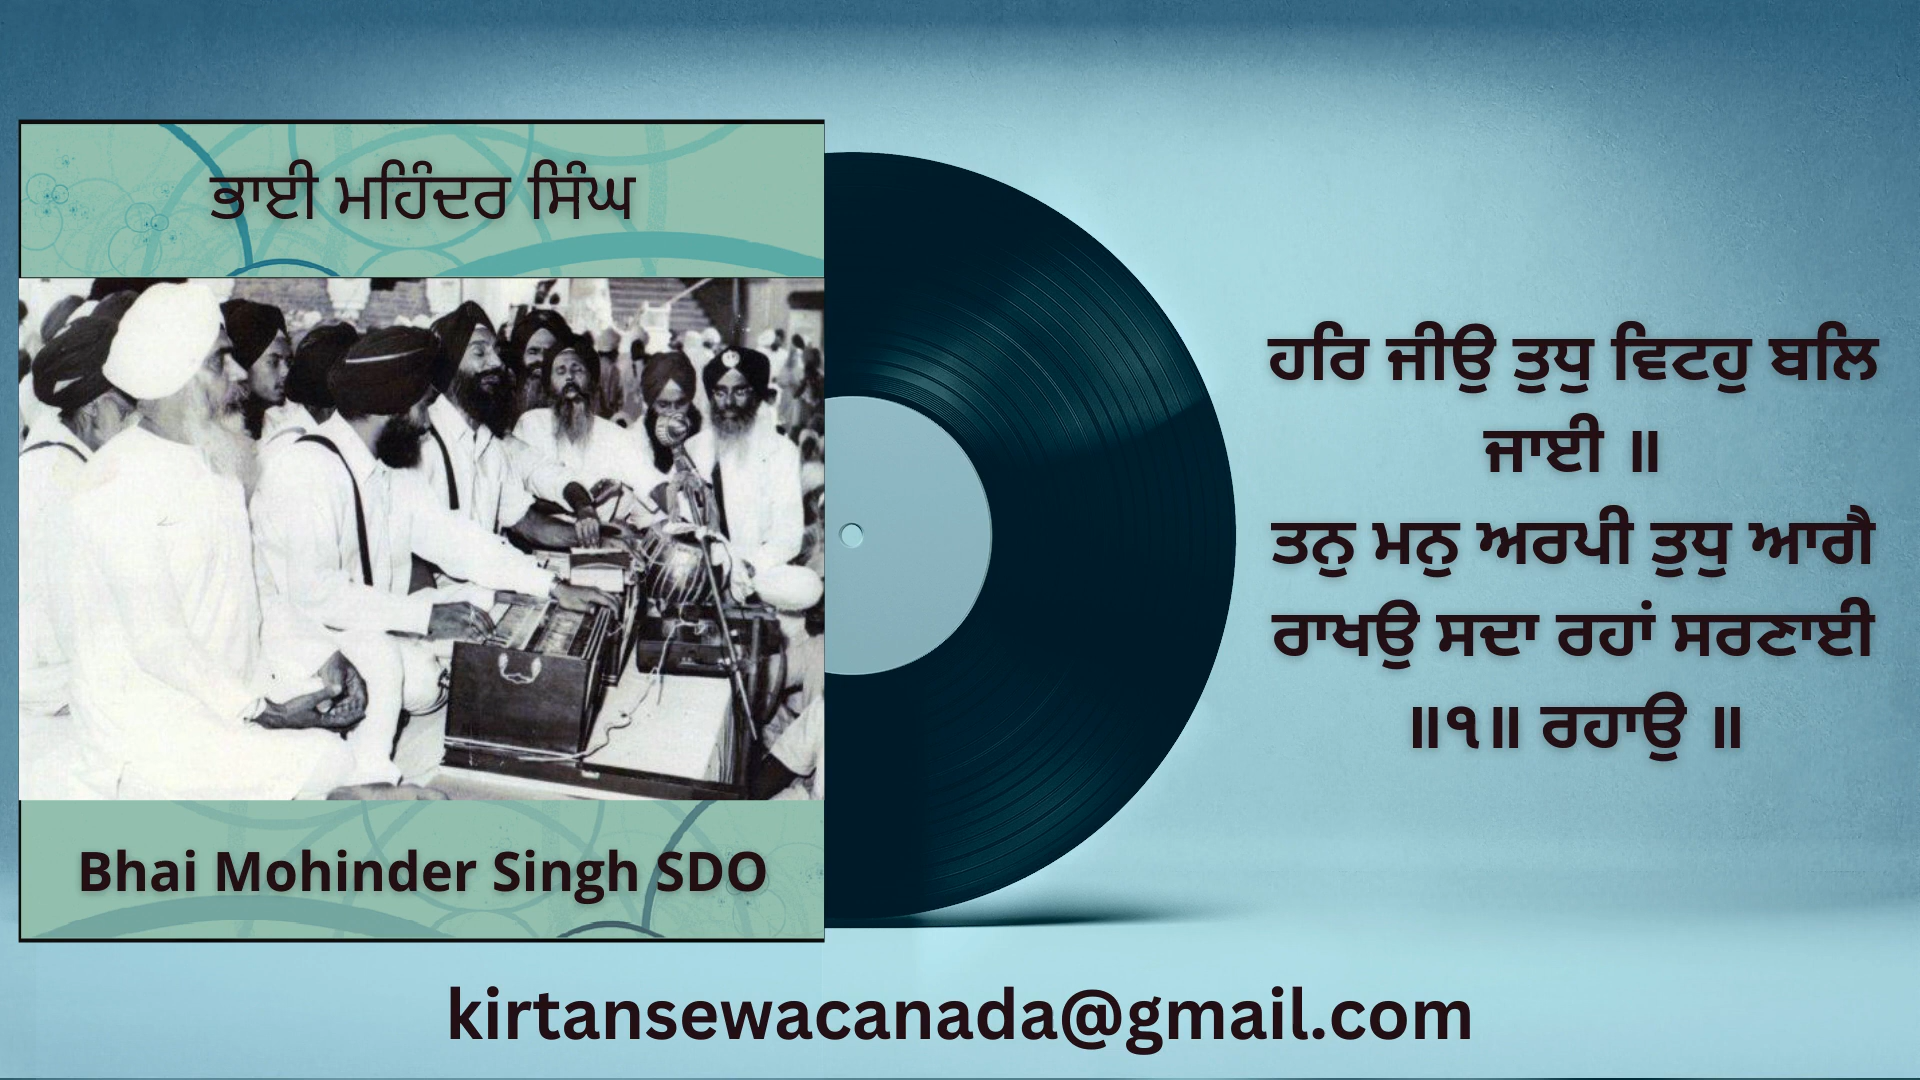 ਭਾਈ ਮਹਿੰਦਰ ਸਿੰਘ
Bhai Mohinder Singh SDO
ਹਰਿ ਜੀਉ ਤੁਧੁ ਵਿਟਹੁ ਬਲਿ
ਜਾਈ ॥
ਤਨੁ ਮਨੁ ਅਰਪੀ ਤੁਧੁ ਆਗੈ
ਰਾਖਉ ਸਦਾ ਰਹਾਂ ਸਰਣਾਈ
॥੧॥ ਰਹਾਉ ॥
kirtansewacanada@gmail.com